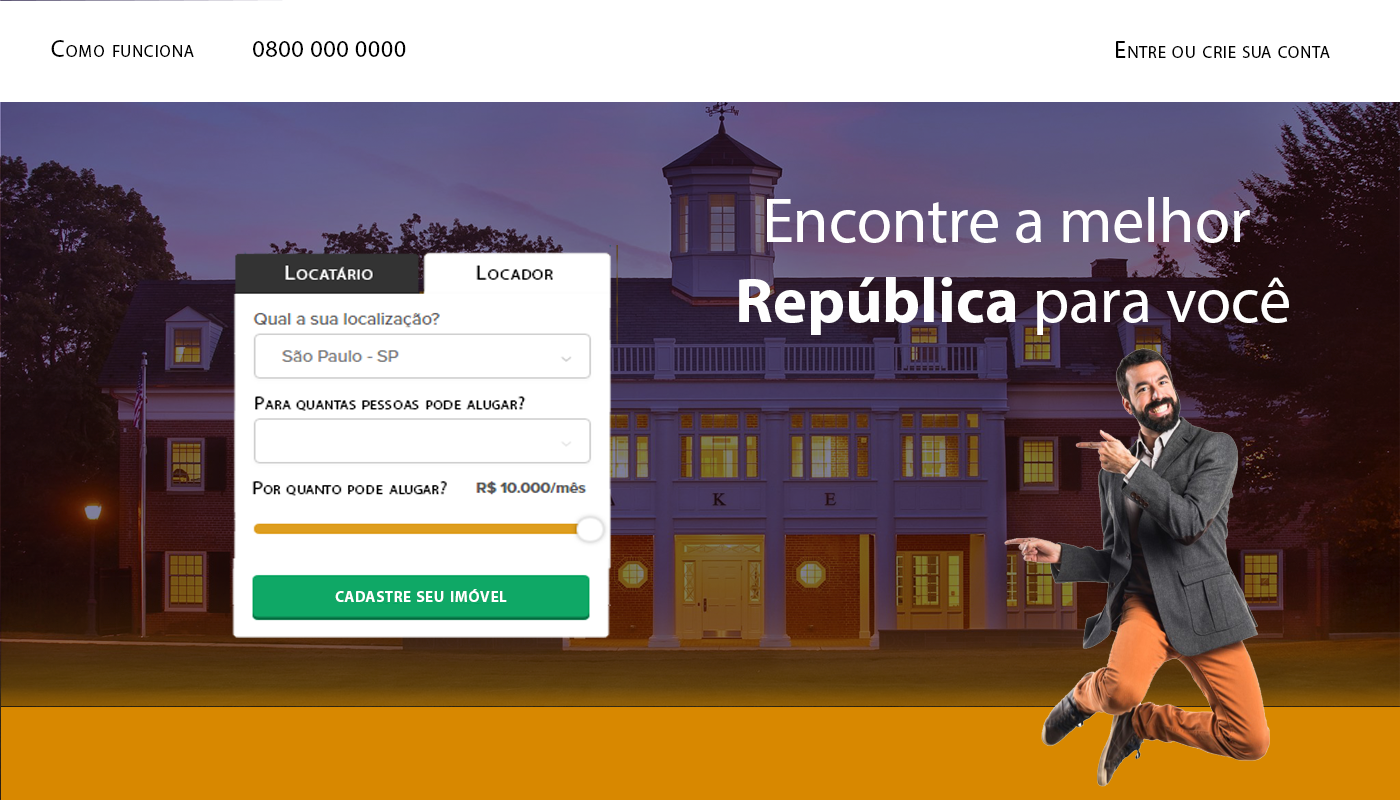 Como funciona
0800 000 0000
Entre ou crie sua conta
Encontre a melhor
República para você
Locatário
Locador
Qual a sua localização?
São Paulo - SP
Para quantas pessoas pode alugar?
Por quanto pode alugar?
R$ 10.000/mês
CADASTRE SEU IMÓVEL
K E